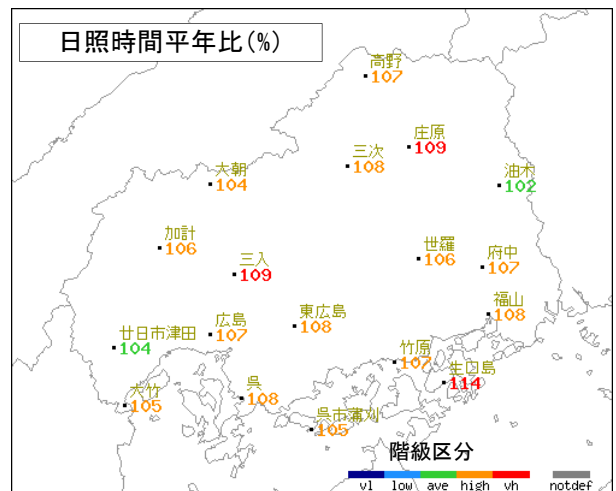 日照時間平年比(%)
高野
107
庄原
109
三次
108
大朝
104
油木
102
加計
106
三入
109
世羅
106
府中
107
福山
108
東広島
108
広島
107
廿日市津田
104
竹原
107
生口島
114
大竹
105
呉
108
呉市蒲刈
105
階級区分
vl low ave high vh notdef